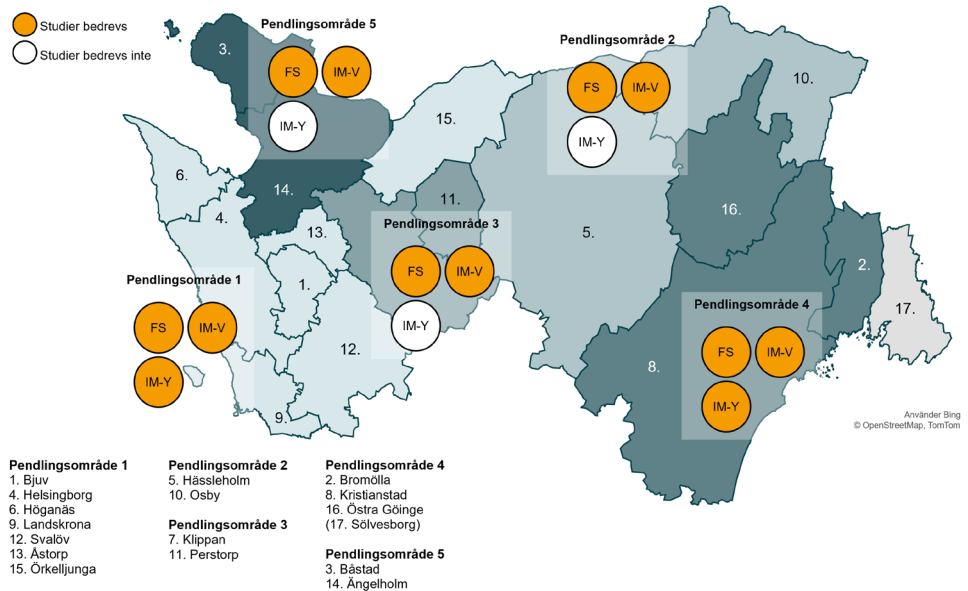 Studier bedrevs
Studier bedrevs inte
Pendlingsområde 5
3.
FS
IM-V
IM-Y
14.
15.
Pendlingsområde 2
FS
IM-V
IM-Y
10.
16.
5.
6.
4.
13.
11.
Pendlingsområde 3
FS
IM-V
IM-Y
Pendlingsområde 1
1.
FS
IM-V
IM-Y
12.
9.
2.
17.
Pendlingsområde 4
8.
FS
IM-V
IM-Y
Använder Bing
© OpenStreetMap, TomTom
Pendlingsområde 1
1. Bjuv
4. Helsingborg
6. Höganäs
9. Landskrona
12. Svalöv
13. Åstorp
15. Örkelljunga
Pendlingsområde 2
5. Hässleholm
10. Osby
Pendlingsområde 3
7. Klippan
11. Perstorp
Pendlingsområde 4
2. Bromölla
8. Kristianstad
16. Östra Göinge
(17. Sölvesborg)
Pendlingsområde 5
3. Båstad
14. Ängelholm